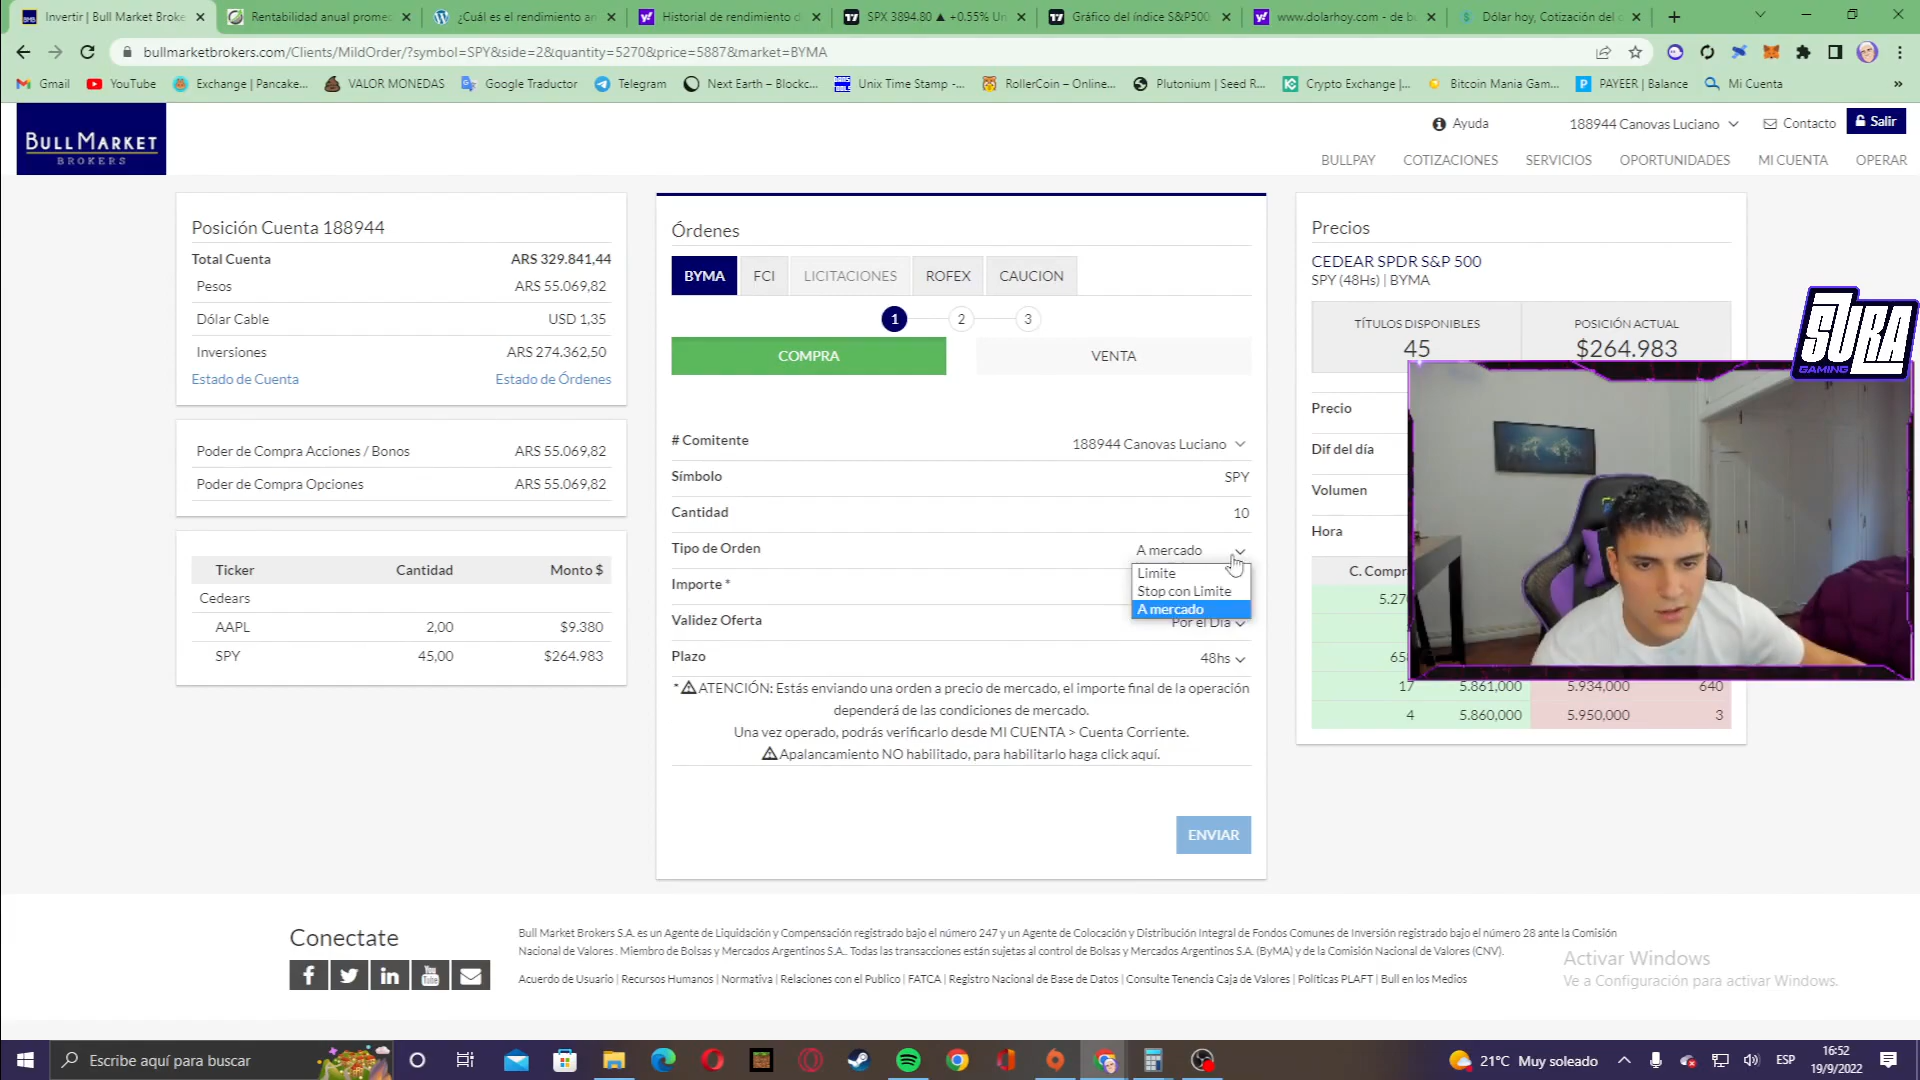 Invertir | Bull Market Broke
Rentabilidad anual prome
¿Cuál es el rendimiento an
Historial de rendimiento d
SPX 3894.80 ▲ +0.55% Un
Gráfico del índice S&P500
www.dolarhoy.com - de bu
Dólar hoy, Cotización del d
bullmarketbrokers.com/Clients/MildOrder/?symbol=SPY&side=2&quantity=5270&price=5887&market=BYMA
Gmail
YouTube
Exchange | Pancake...
VALOR MONEDAS
Google Traductor
Telegram
Next Earth – Blockc...
Unix Time Stamp -...
RollerCoin – Online...
Plutonium | Seed R...
Crypto Exchange |...
Bitcoin Mania Gam...
PAYEER | Balance
Mi Cuenta
»
BULLMARKET
BROKERS
Ayuda
188944 Canovas Luciano
Contacto
Salir
BULLPAY
COTIZACIONES
SERVICIOS
OPORTUNIDADES
MI CUENTA
OPERAR
Posición Cuenta 188944
Total Cuenta ARS 329.841,44
Pesos ARS 55.069,82
Dólar Cable USD 1,35
Inversiones ARS 274.362,50
Estado de Cuenta Estado de Órdenes
Poder de Compra Acciones / Bonos ARS 55.069,82
Poder de Compra Opciones ARS 55.069,82
Ticker Cantidad Monto $
Cedears
AAPL 2,00 $9.380
SPY 45,00 $264.983
Órdenes
BYMA FCI LICITACIONES ROFEX CAUCION
1 2 3
COMPRA VENTA
# Comitente 188944 Canovas Luciano
Símbolo SPY
Cantidad 10
Tipo de Orden A mercado
Limite
Stop con Limite
A mercado
Importe *
Validez Oferta Por el Dia
Plazo 48hs
* ATENCIÓN: Estás enviando una orden a precio de mercado, el importe final de la operación
dependerá de las condiciones de mercado.
Una vez operado, podrás verificarlo desde MI CUENTA > Cuenta Corriente.
Apalancamiento NO habilitado, para habilitarlo haga click aquí.
ENVIAR
Precios
CEDEAR SPDR S&P 500
SPY (48Hs) | BYMA
TÍTULOS DISPONIBLES POSICIÓN ACTUAL
45 $264.983
SURA
GAMING
Precio
Dif del día
Volumen
Hora
C. Compr
5.27
65
17 5.861,000 5.934,000 640
4 5.860,000 5.950,000 3
Conectate
Bull Market Brokers S.A. es un Agente de Liquidación y Compensación registrado bajo el número 247 y un Agente de Colocación y Distribución Integral de Fondos Comunes de Inversión registrado bajo el número 28 ante la Comisión
Nacional de Valores . Miembro de Bolsas y Mercados Argentinos S.A.. Todas las transacciones están sujetas al control de Bolsas y Mercados Argentinos S.A. (ByMA) y de la Comisión Nacional de Valores (CNV).
Acuerdo de Usuario | Recursos Humanos | Normativa | Relaciones con el Publico | FATCA | Registro Nacional de Base de Datos | Consulte Tenencia Caja de Valores | Políticas PLAFT | Bull en los Medios
Activar Windows
Ve a Configuración para activar Windows.
Escribe aquí para buscar
21°C Muy soleado
ESP
16:52
19/9/2022